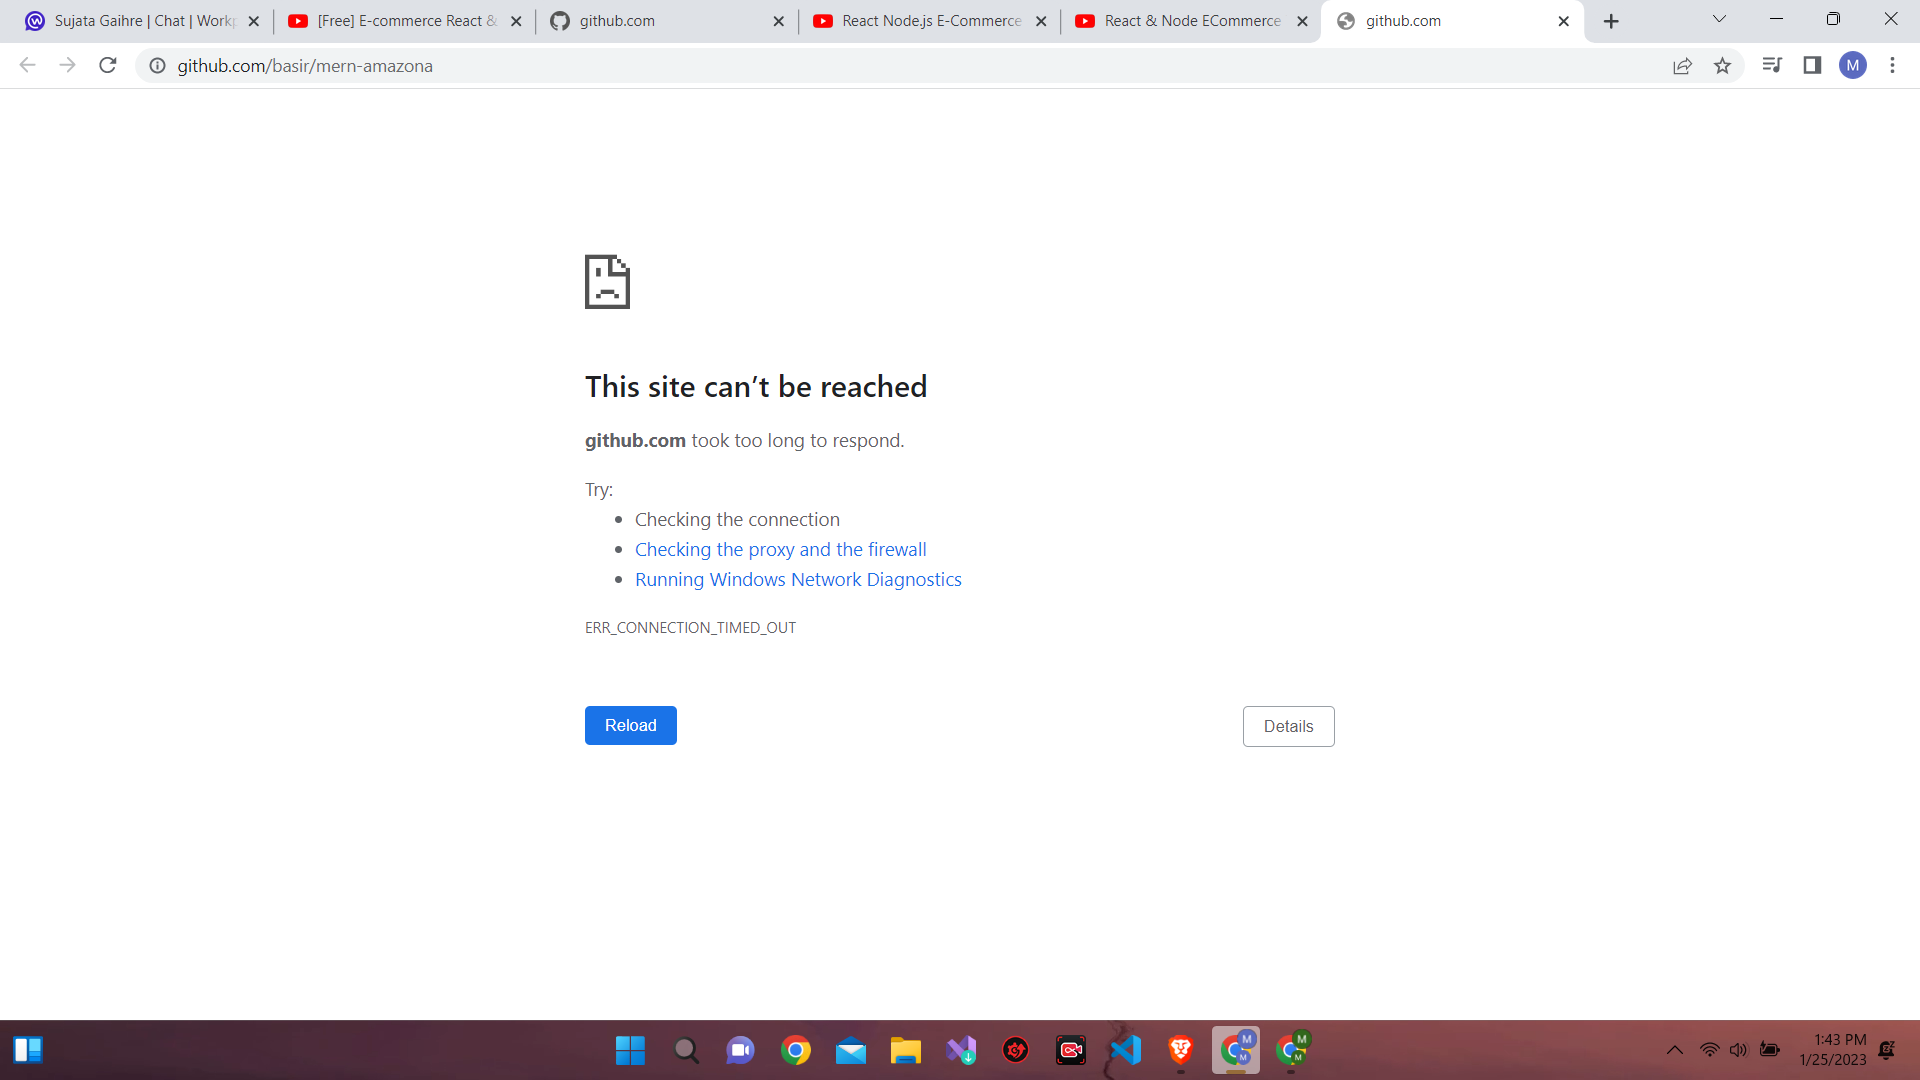 Sujata Gaihre | Chat | Workp
[Free] E-commerce React &
github.com
React Node.js E-Commerce
React & Node ECommerce
github.com
github.com/basir/mern-amazona
M
This site can’t be reached
github.com took too long to respond.
Try:
Checking the connection
Checking the proxy and the firewall
Running Windows Network Diagnostics
ERR_CONNECTION_TIMED_OUT
Reload
Details
M
M
M
M
1:43 PM
1/25/2023